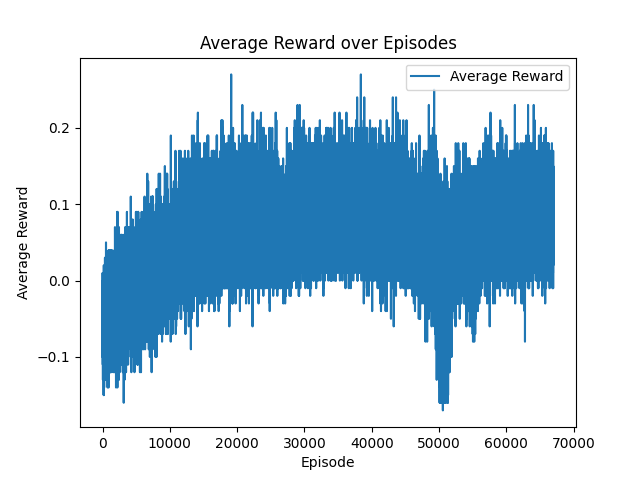 Average Reward over Episodes
Average Reward
Average Reward
0.2
0.1
0.0
−0.1
0 10000 20000 30000 40000 50000 60000 70000
Episode